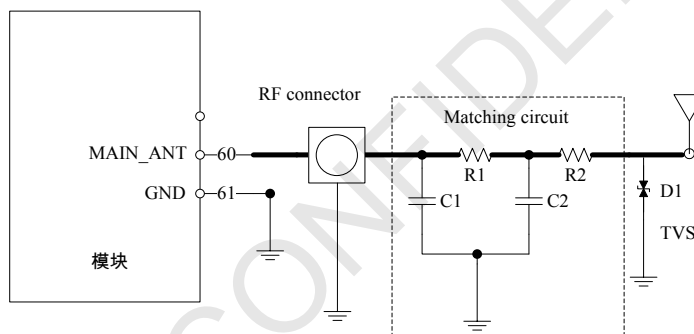 CONFIDE
RF connector
Matching circuit
MAIN_ANT
60
R1
R2
GND
61
C1
C2
D1
模块
TVS